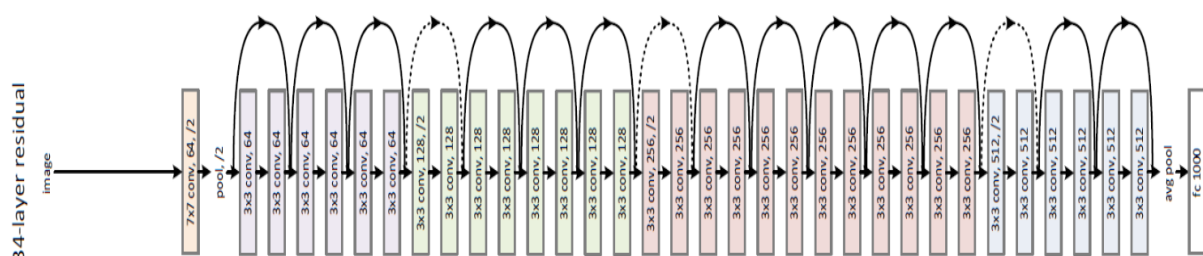 34-layer residual
image
7x7 conv, 64, /2
pool, /2
3x3 conv, 64
3x3 conv, 64
3x3 conv, 64
3x3 conv, 64
3x3 conv, 64
3x3 conv, 64
3x3 conv, 128, /2
3x3 conv, 128
3x3 conv, 128
3x3 conv, 128
3x3 conv, 128
3x3 conv, 128
3x3 conv, 128
3x3 conv, 128
3x3 conv, 256, /2
3x3 conv, 256
3x3 conv, 256
3x3 conv, 256
3x3 conv, 256
3x3 conv, 256
3x3 conv, 256
3x3 conv, 256
3x3 conv, 256
3x3 conv, 256
3x3 conv, 256
3x3 conv, 256
3x3 conv, 512, /2
3x3 conv, 512
3x3 conv, 512
3x3 conv, 512
3x3 conv, 512
3x3 conv, 512
avg pool
fc 1000